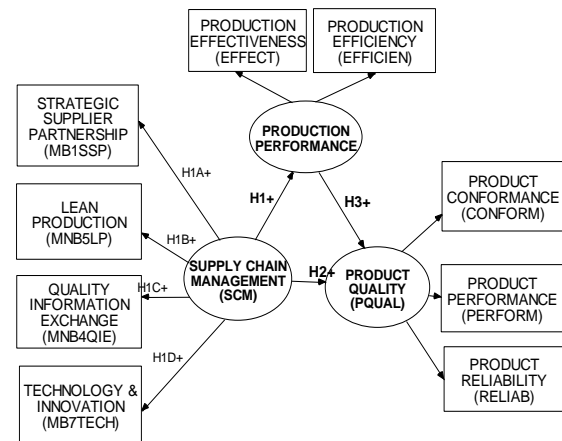 PRODUCTION
EFFECTIVENESS
(EFFECT)
PRODUCTION
EFFICIENCY
(EFFICIEN)
STRATEGIC
SUPPLIER
PARTNERSHIP
(MB1SSP)
PRODUCTION
PERFORMANCE
H1A+
H1+
H3+
PRODUCT
CONFORMANCE
(CONFORM)
LEAN
PRODUCTION
(MNB5LP)
H1B+
SUPPLY CHAIN
MANAGEMENT
(SCM)
H2+
PRODUCT
QUALITY
(PQUAL)
QUALITY
INFORMATION
EXCHANGE
(MNB4QIE)
H1C+
PRODUCT
PERFORMANCE
(PERFORM)
H1D+
TECHNOLOGY &
INNOVATION
(MB7TECH)
PRODUCT
RELIABILITY
(RELIAB)